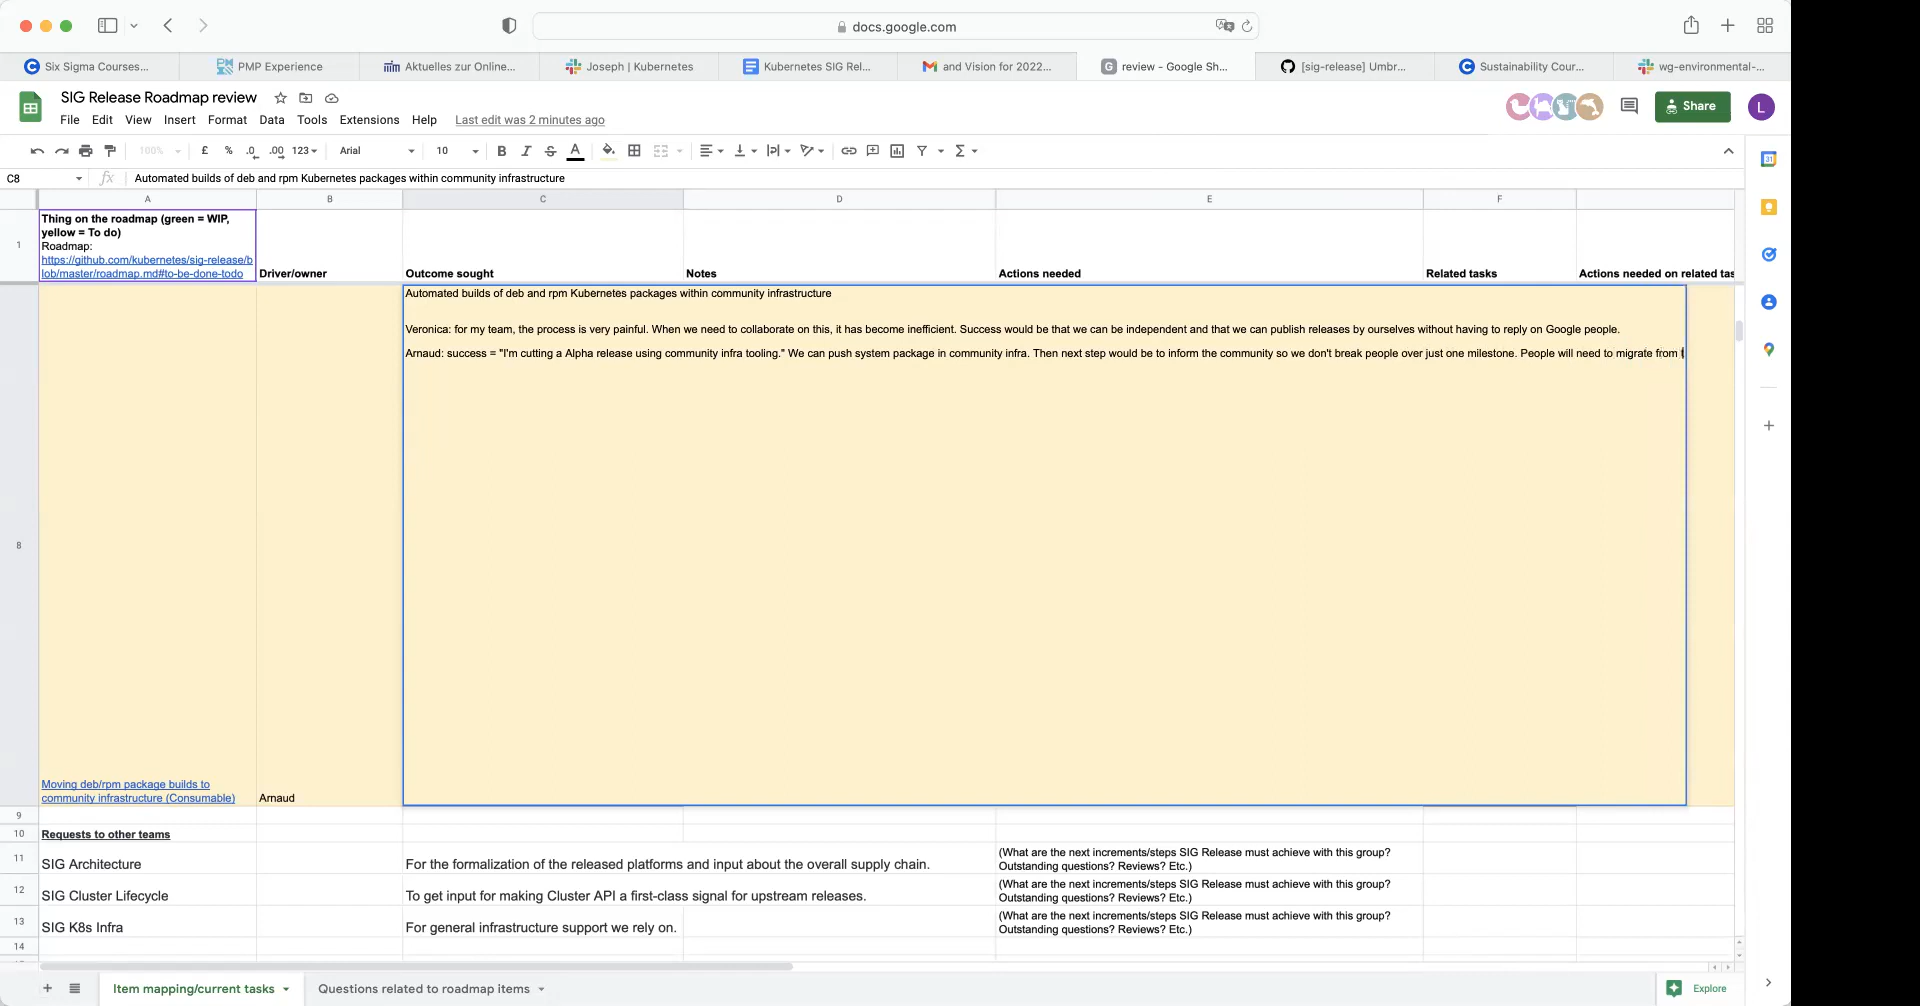 docs.google.com
Six Sigma Courses...
PMP Experience
Aktuelles zur Online...
Joseph | Kubernetes
Kubernetes SIG Rel...
and Vision for 2022...
review - Google Sh...
[sig-release] Umbr...
Sustainability Cour...
wg-environmental-...
SIG Release Roadmap review
Share
L
File Edit View Insert Format Data Tools Extensions Help Last edit was 2 minutes ago
100% £ % .0 .00 123 Arial 10 B I S A
C8 fx Automated builds of deb and rpm Kubernetes packages within community infrastructure
A B C D E F
1
Thing on the roadmap (green = WIP,
yellow = To do)
Roadmap:
https://github.com/kubernetes/sig-release/b
lob/master/roadmap.md#to-be-done-todo
Driver/owner
Outcome sought
Notes
Actions needed
Related tasks
Actions needed on related tas
Automated builds of deb and rpm Kubernetes packages within community infrastructure
Veronica: for my team, the process is very painful. When we need to collaborate on this, it has become inefficient. Success would be that we can be independent and that we can publish releases by ourselves without having to reply on Google people.
Arnaud: success = "I'm cutting a Alpha release using community infra tooling." We can push system package in community infra. Then next step would be to inform the community so we don't break people over just one milestone. People will need to migrate from
8
Moving deb/rpm package builds to
community infrastructure (Consumable)
Arnaud
9
10 Requests to other teams
11 SIG Architecture
For the formalization of the released platforms and input about the overall supply chain.
(What are the next increments/steps SIG Release must achieve with this group?
Outstanding questions? Reviews? Etc.)
12 SIG Cluster Lifecycle
To get input for making Cluster API a first-class signal for upstream releases.
(What are the next increments/steps SIG Release must achieve with this group?
Outstanding questions? Reviews? Etc.)
13 SIG K8s Infra
For general infrastructure support we rely on.
(What are the next increments/steps SIG Release must achieve with this group?
Outstanding questions? Reviews? Etc.)
14
Item mapping/current tasks
Questions related to roadmap items
Explore